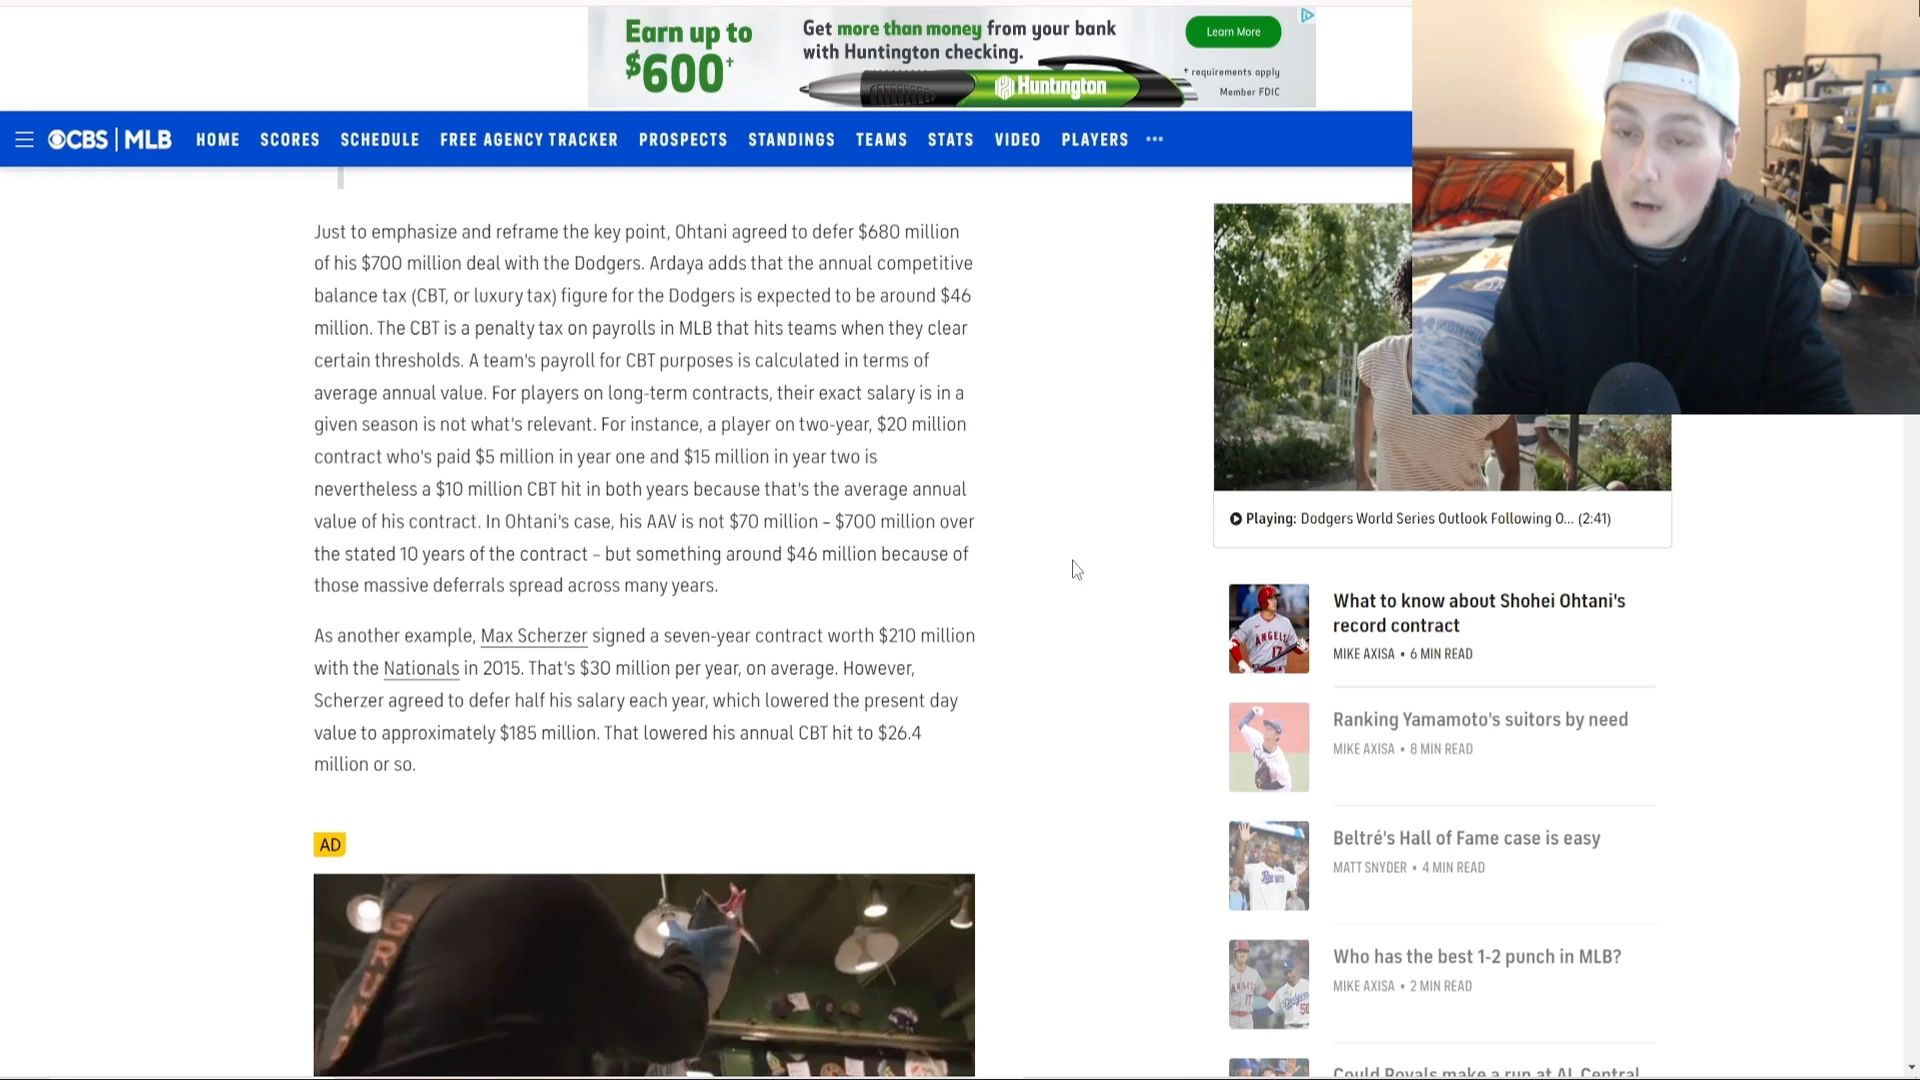 Earn up to
$600†
Get more than money from your bank
with Huntington checking.
Huntington
Learn More
† requirements apply
Member FDIC
CBS | MLB HOME SCORES SCHEDULE FREE AGENCY TRACKER PROSPECTS STANDINGS TEAMS STATS VIDEO PLAYERS •••
Just to emphasize and reframe the key point, Ohtani agreed to defer $680 million
of his $700 million deal with the Dodgers. Ardaya adds that the annual competitive
balance tax (CBT, or luxury tax) figure for the Dodgers is expected to be around $46
million. The CBT is a penalty tax on payrolls in MLB that hits teams when they clear
certain thresholds. A team's payroll for CBT purposes is calculated in terms of
average annual value. For players on long-term contracts, their exact salary is in a
given season is not what's relevant. For instance, a player on two-year, $20 million
contract who's paid $5 million in year one and $15 million in year two is
nevertheless a $10 million CBT hit in both years because that's the average annual
value of his contract. In Ohtani's case, his AAV is not $70 million – $700 million over
the stated 10 years of the contract – but something around $46 million because of
those massive deferrals spread across many years.
As another example, Max Scherzer signed a seven-year contract worth $210 million
with the Nationals in 2015. That's $30 million per year, on average. However,
Scherzer agreed to defer half his salary each year, which lowered the present day
value to approximately $185 million. That lowered his annual CBT hit to $26.4
million or so.
AD
GRUN
Playing: Dodgers World Series Outlook Following O... (2:41)
What to know about Shohei Ohtani's
record contract
MIKE AXISA • 6 MIN READ
Ranking Yamamoto's suitors by need
MIKE AXISA • 8 MIN READ
Beltré's Hall of Fame case is easy
MATT SNYDER • 4 MIN READ
Who has the best 1-2 punch in MLB?
MIKE AXISA • 2 MIN READ
Could Royals make a run at AL Central